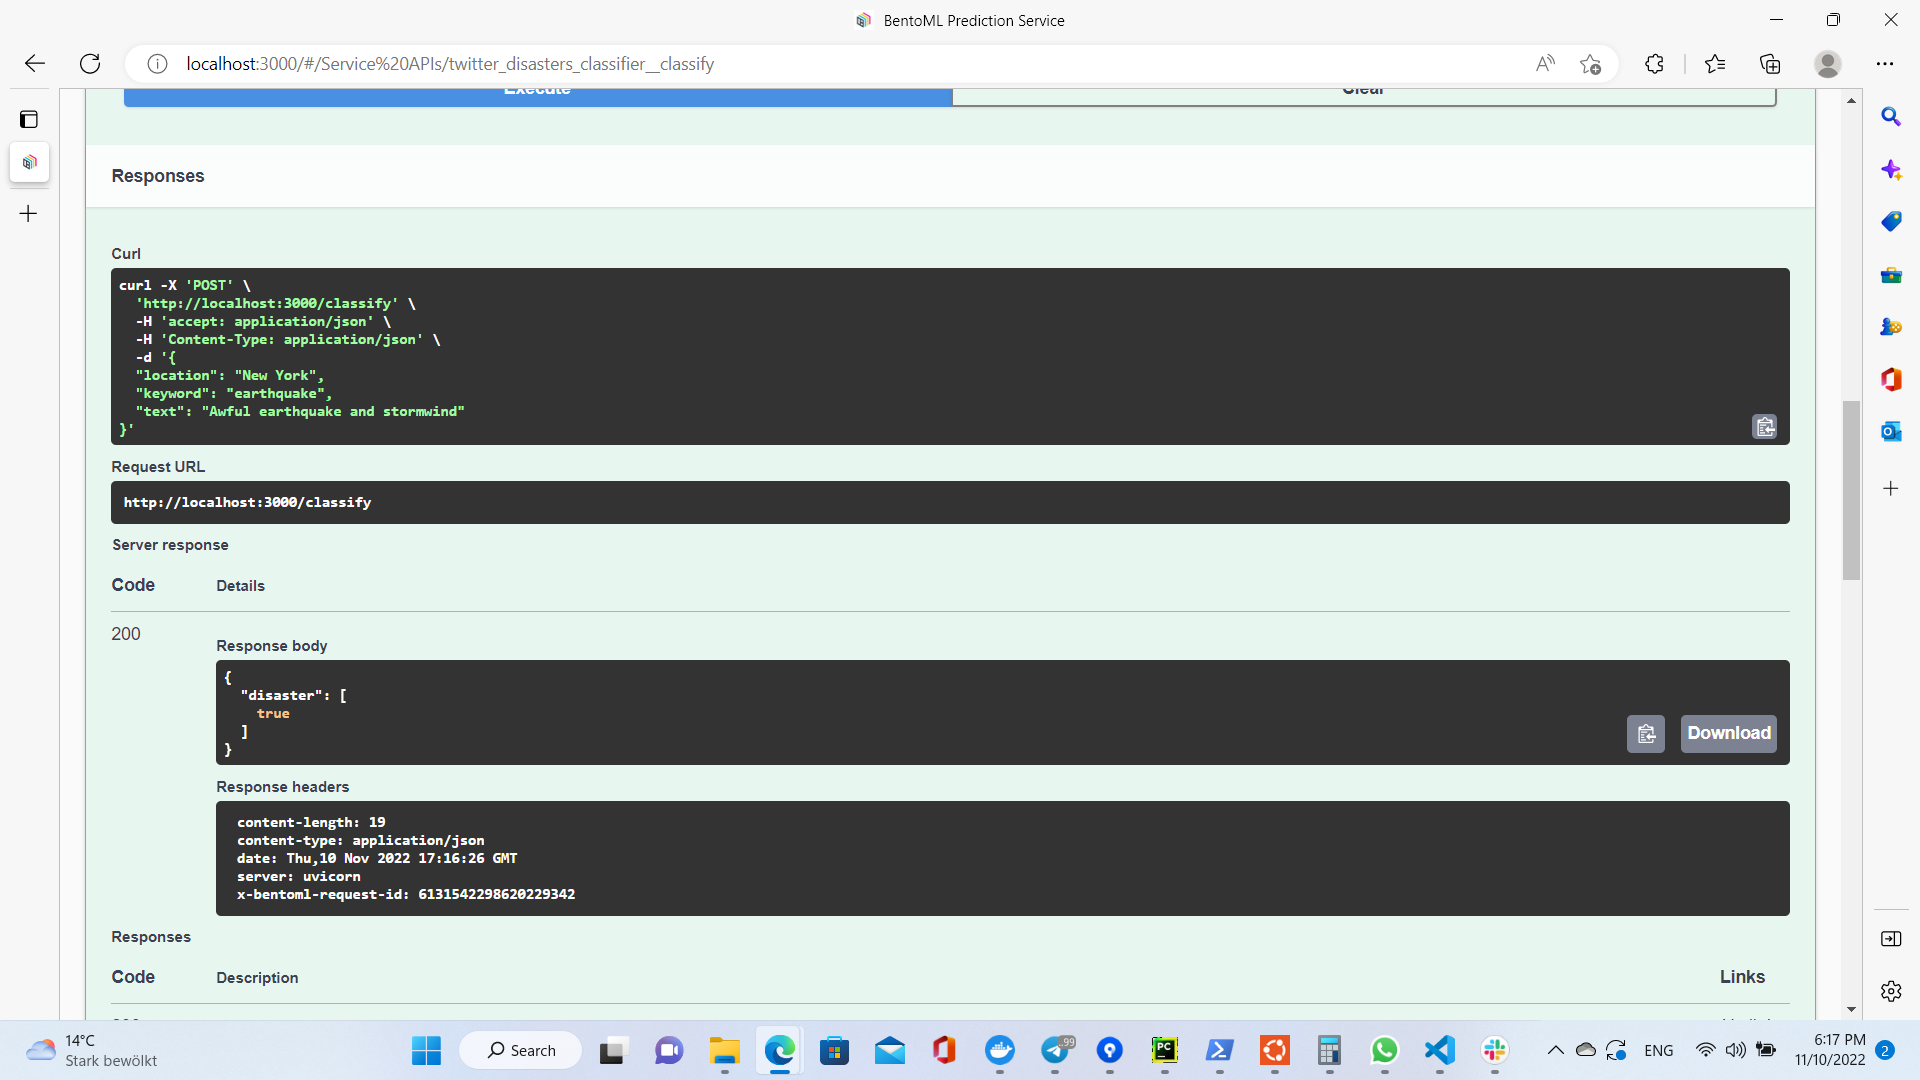 BentoML Prediction Service
localhost:3000/#/Service%20APIs/twitter_disasters_classifier__classify
Execute
Clear
Responses
Curl
curl -X 'POST' \
'http://localhost:3000/classify' \
-H 'accept: application/json' \
-H 'Content-Type: application/json' \
-d '{
"location": "New York",
"keyword": "earthquake",
"text": "Awful earthquake and stormwind"
}'
Request URL
http://localhost:3000/classify
Server response
Code Details
200
Response body
{
"disaster": [
true
]
}
Download
Response headers
content-length: 19
content-type: application/json
date: Thu,10 Nov 2022 17:16:26 GMT
server: uvicorn
x-bentoml-request-id: 6131542298620229342
Responses
Code Description Links
14°C
Stark bewölkt
Search
99
PC
ENG
6:17 PM
11/10/2022
2